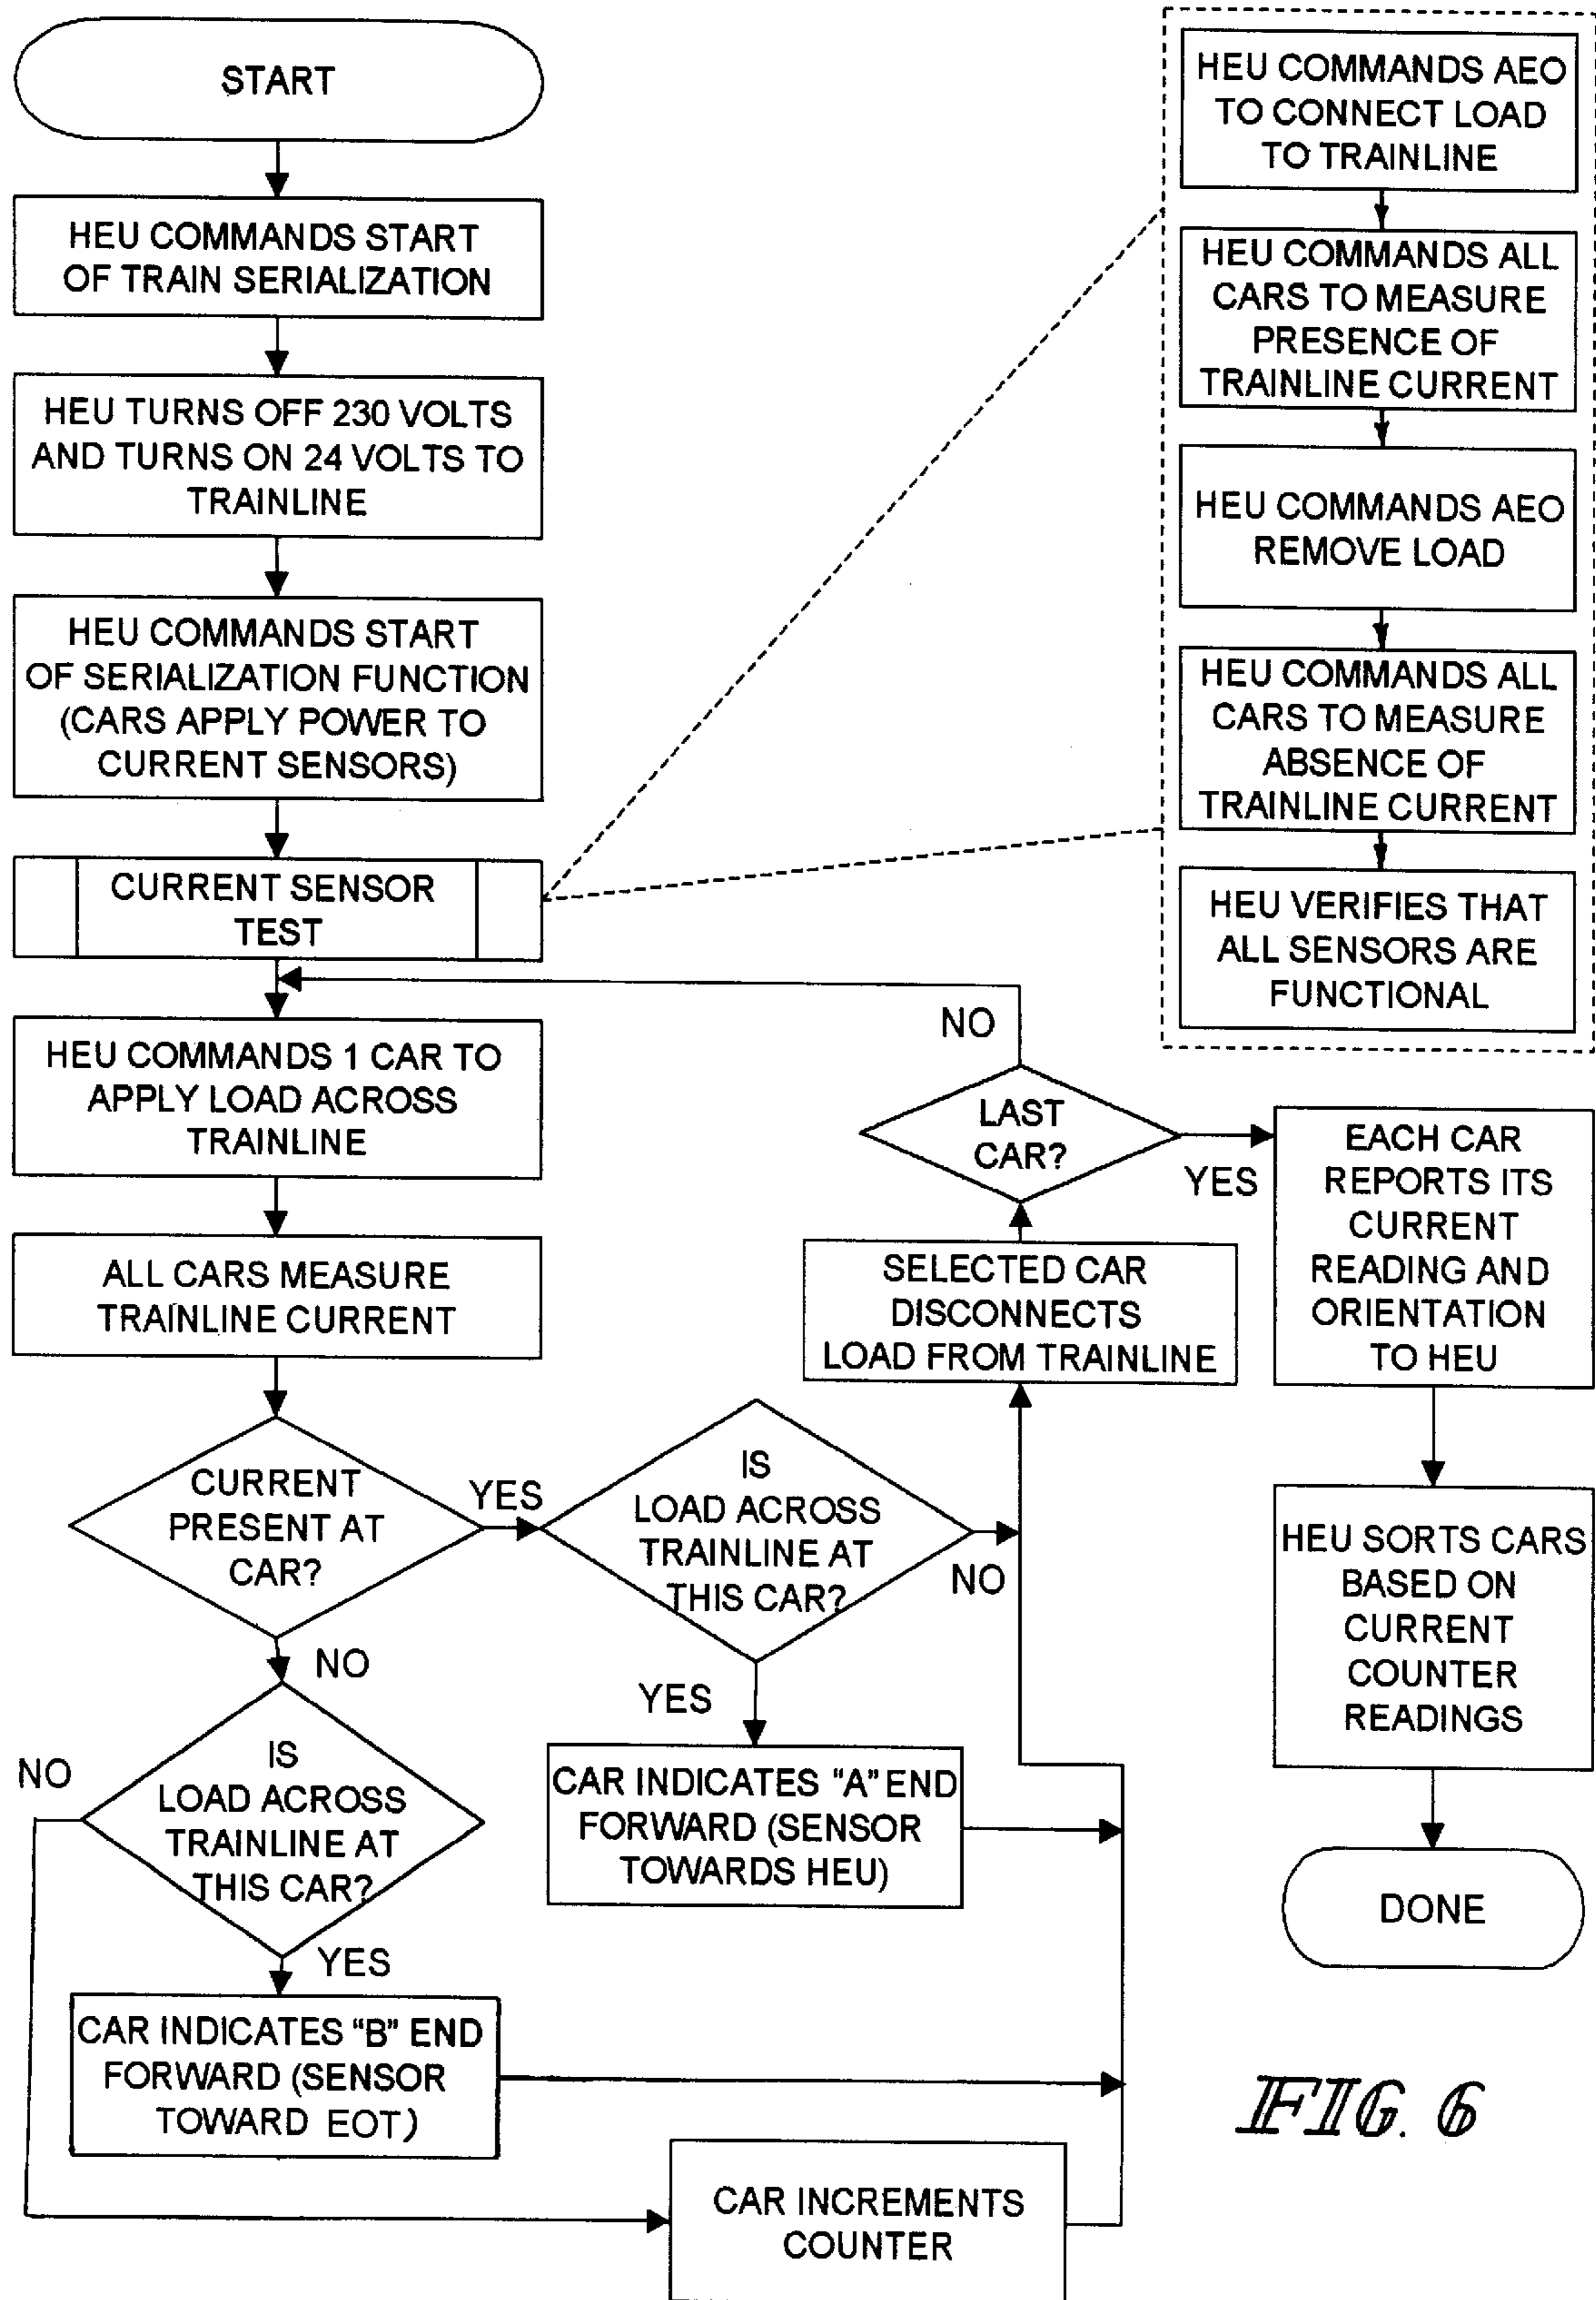 START
HEU COMMANDS START
OF TRAIN SERIALIZATION
HEU TURNS OFF 230 VOLTS
AND TURNS ON 24 VOLTS TO
TRAINLINE
HEU COMMANDS START
OF SERIALIZATION FUNCTION
(CARS APPLY POWER TO
CURRENT SENSORS)
CURRENT SENSOR
TEST
HEU COMMANDS AEO
TO CONNECT LOAD
TO TRAINLINE
HEU COMMANDS ALL
CARS TO MEASURE
PRESENCE OF
TRAINLINE CURRENT
HEU COMMANDS AEO
REMOVE LOAD
HEU COMMANDS ALL
CARS TO MEASURE
ABSENCE OF
TRAINLINE CURRENT
HEU VERIFIES THAT
ALL SENSORS ARE
FUNCTIONAL
HEU COMMANDS 1 CAR TO
APPLY LOAD ACROSS
TRAINLINE
ALL CARS MEASURE
TRAINLINE CURRENT
CURRENT
PRESENT AT
CAR?
YES
NO
IS
LOAD ACROSS
TRAINLINE AT
THIS CAR?
NO
YES
CAR INDICATES "A" END
FORWARD (SENSOR
TOWARDS HEU)
IS
LOAD ACROSS
TRAINLINE AT
THIS CAR?
NO
YES
CAR INDICATES "B" END
FORWARD (SENSOR
TOWARD EOT)
CAR INCREMENTS
COUNTER
SELECTED CAR
DISCONNECTS
LOAD FROM TRAINLINE
LAST
CAR?
NO
YES
EACH CAR
REPORTS ITS
CURRENT
READING AND
ORIENTATION
TO HEU
HEU SORTS CARS
BASED ON
CURRENT
COUNTER
READINGS
DONE
FIG. 6